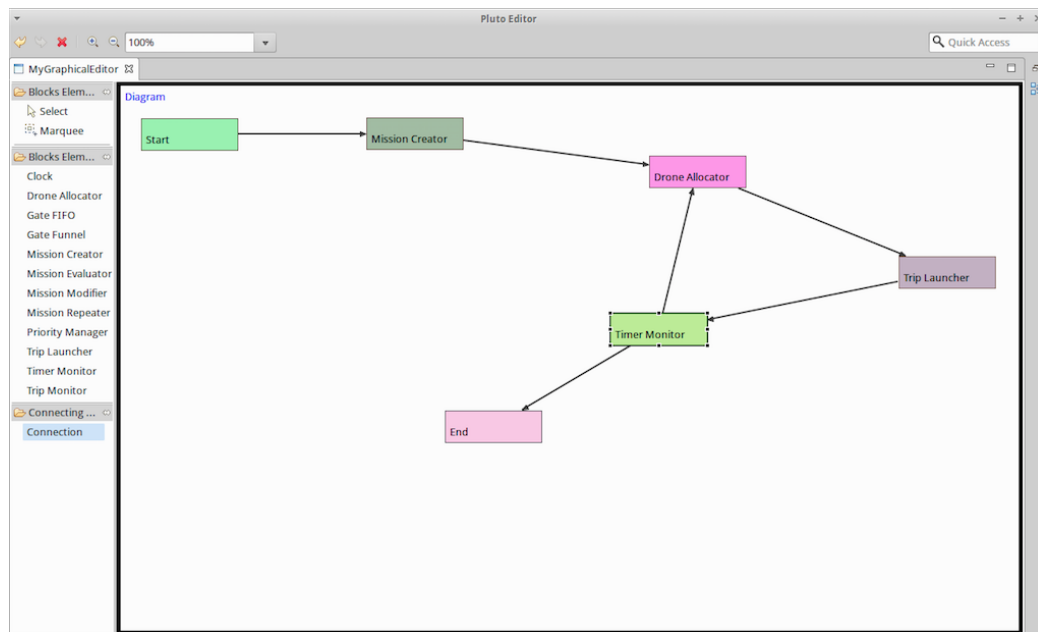 Pluto Editor
100%
Quick Access
MyGraphicalEditor
Blocks Elem...
Select
Marquee
Blocks Elem...
Clock
Drone Allocator
Gate FIFO
Gate Funnel
Mission Creator
Mission Evaluator
Mission Modifier
Mission Repeater
Priority Manager
Trip Launcher
Timer Monitor
Trip Monitor
Connecting ...
Connection
Diagram
Start
Mission Creator
Drone Allocator
Trip Launcher
Timer Monitor
End